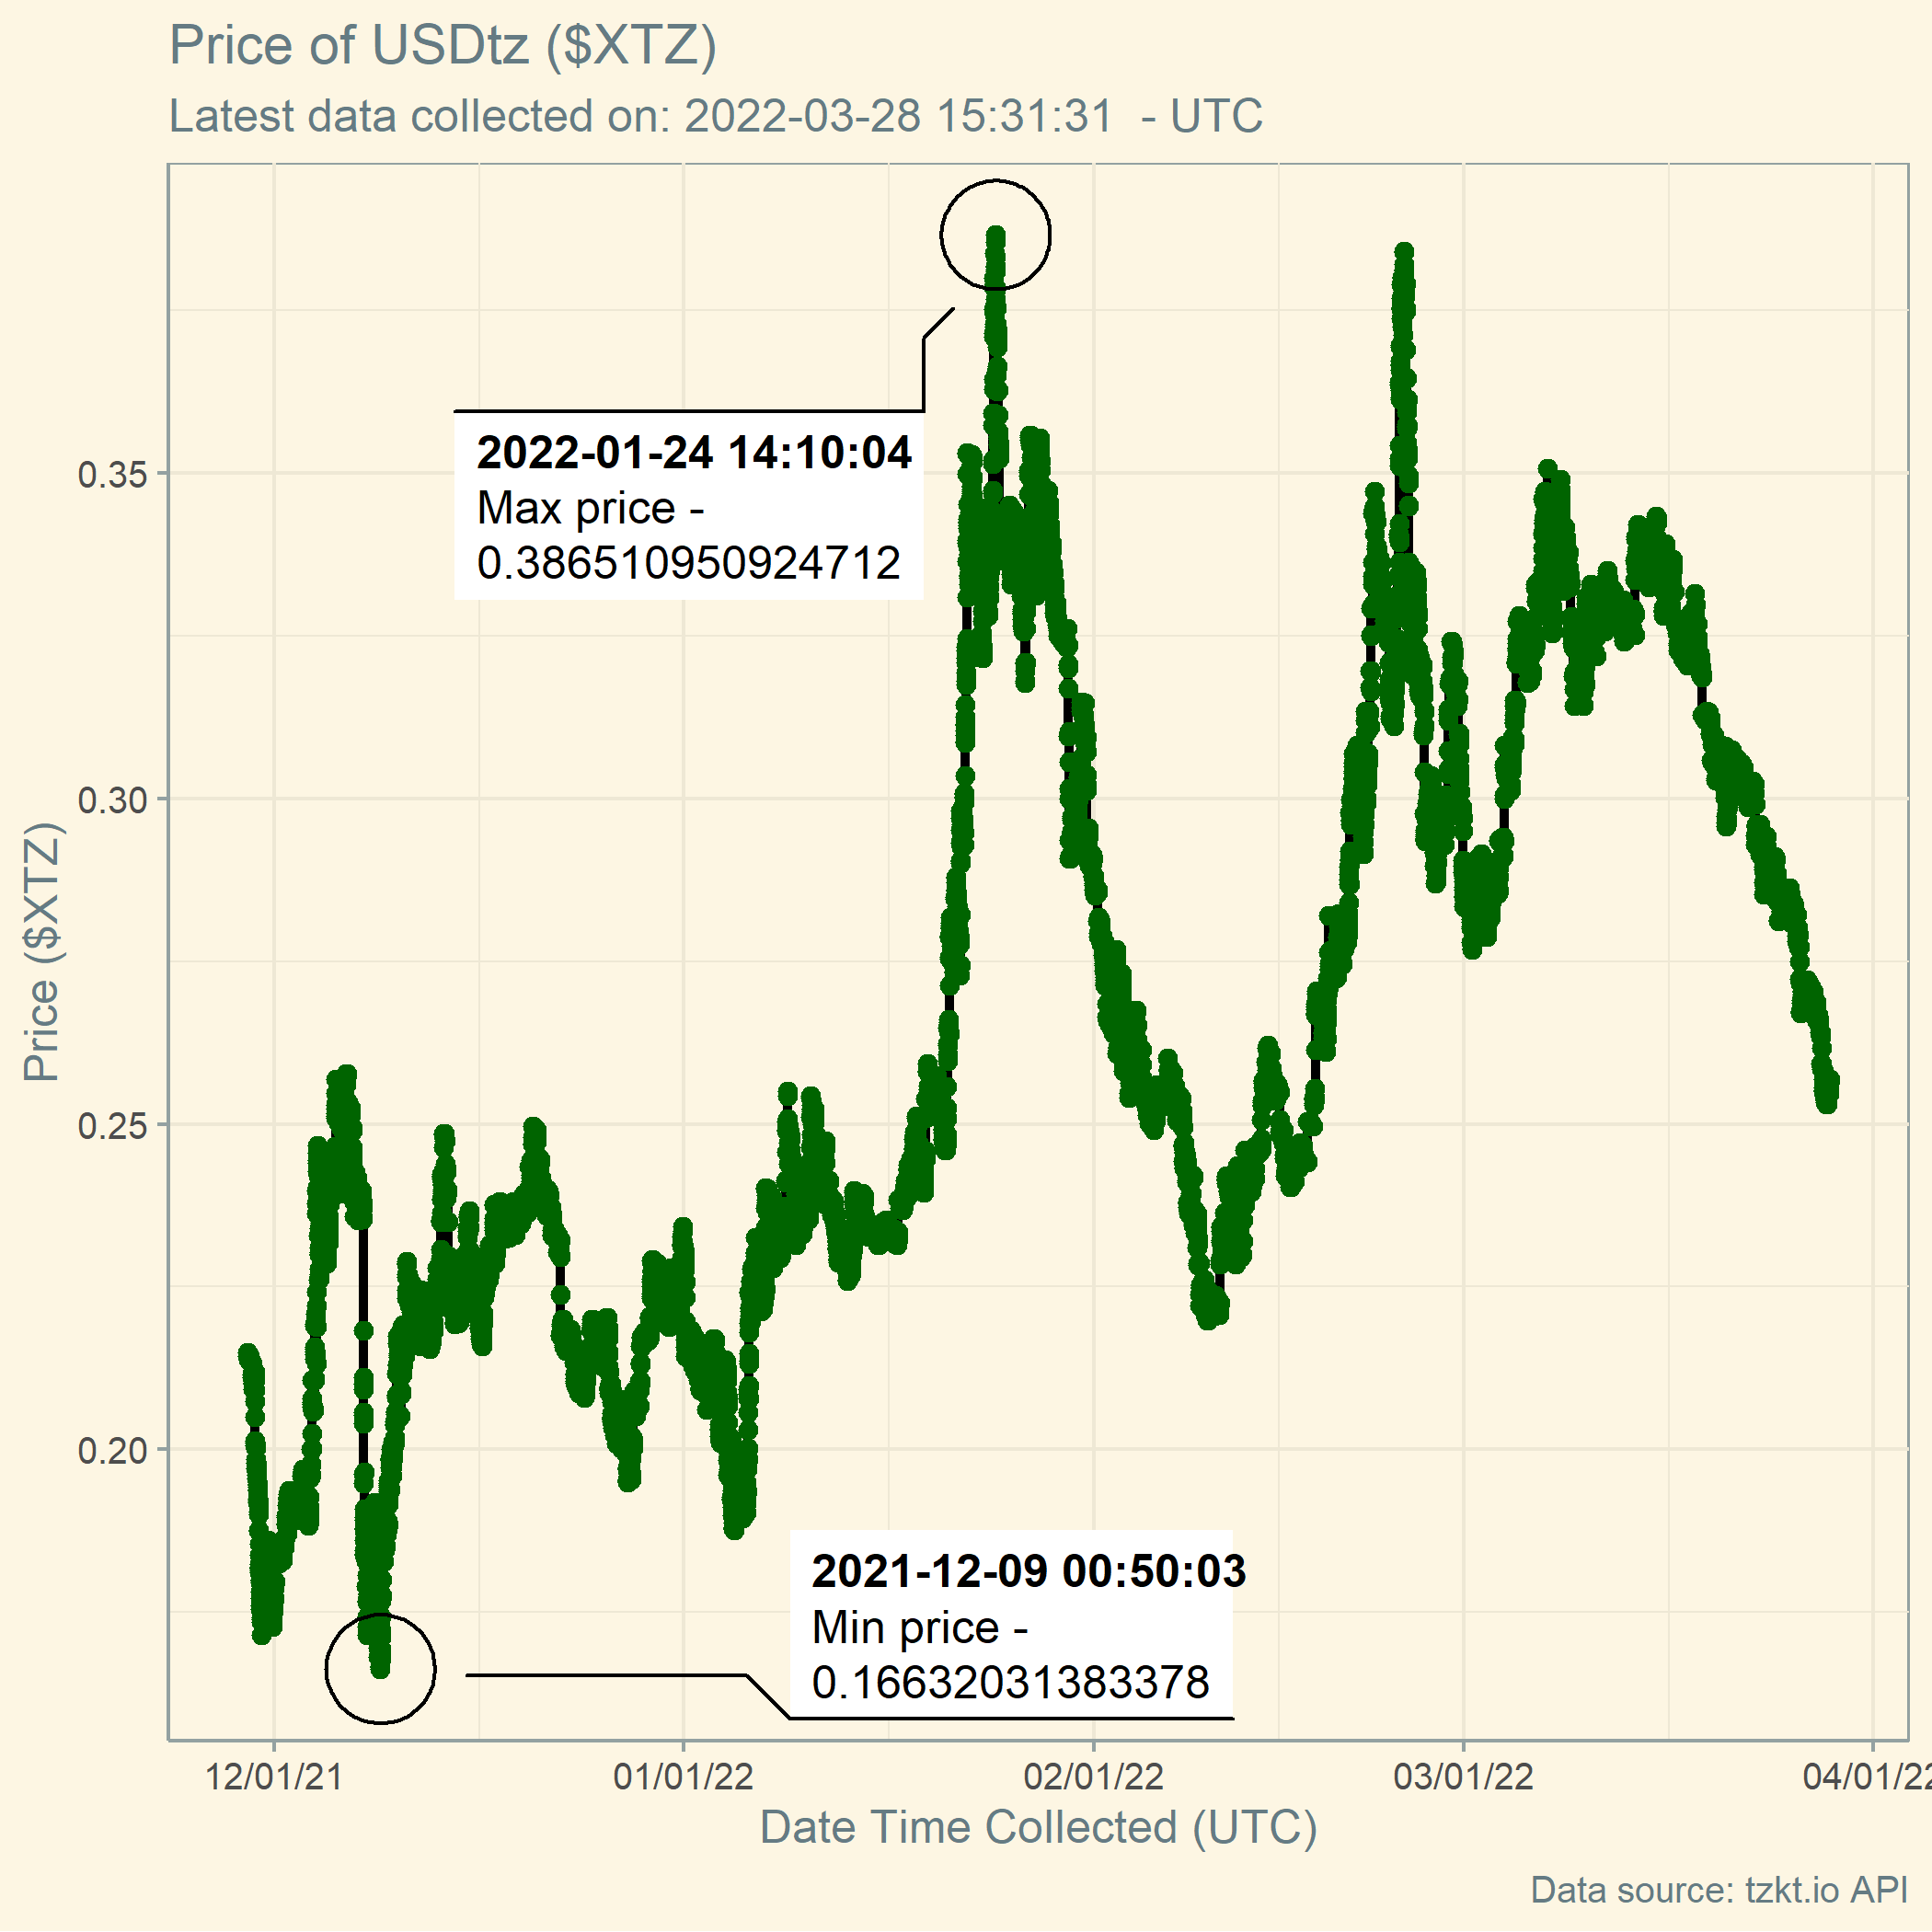 Price of USDtz ($XTZ)
Latest data collected on: 2022-03-28 15:31:31  - UTC
2022-01-24 14:10:04
Max price -
0.386510950924712
0.35
0.30
0.25
0.20
Price ($XTZ)
2021-12-09 00:50:03
Min price -
0.16632031383378
12/01/21
01/01/22
02/01/22
03/01/22
04/01/22
Date Time Collected (UTC)
Data source: tzkt.io API